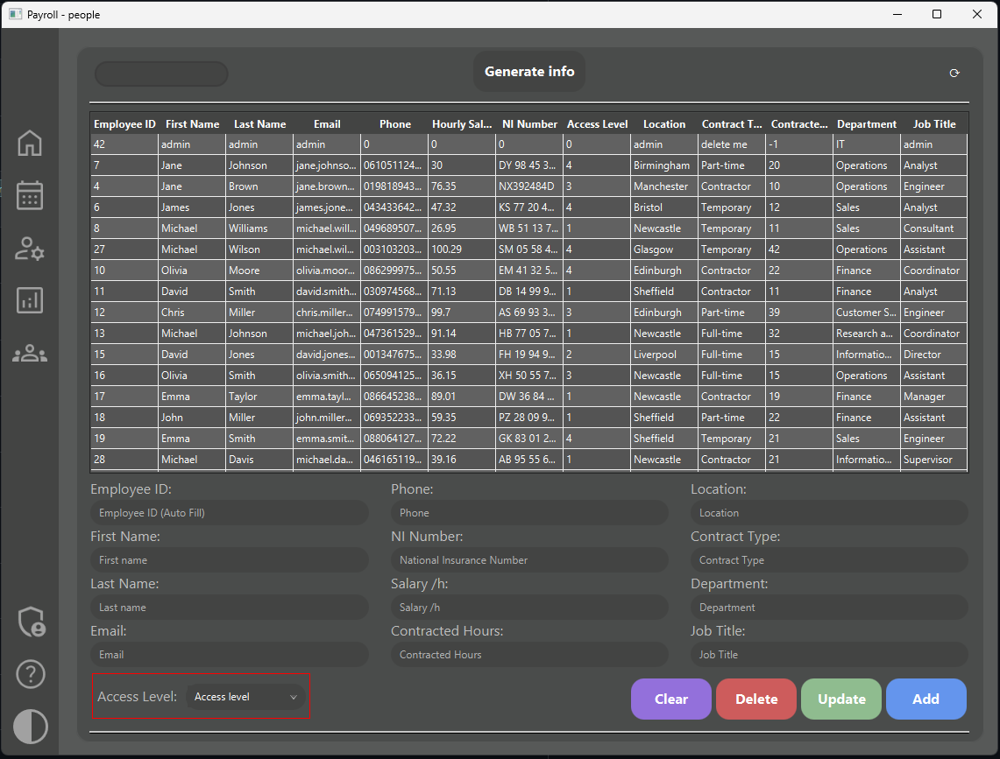 Payroll - people
Generate info
Employee ID First Name Last Name Email Phone Hourly Sal... NI Number Access Level Location Contract T... Contracte... Department Job Title
42 admin admin admin 0 0 0 0 admin delete me -1 IT admin
7 Jane Johnson jane.johnso... 061051124... 30 DY 98 45 3... 4 Birmingham Part-time 20 Operations Analyst
4 Jane Brown jane.brown... 019818943... 76.35 NX392484D 3 Manchester Contractor 10 Operations Engineer
6 James Jones james.jone... 043433642... 47.32 KS 77 20 4... 4 Bristol Temporary 12 Sales Analyst
8 Michael Williams michael.will... 049689507... 26.95 WB 51 13 7... 1 Newcastle Temporary 11 Sales Consultant
27 Michael Wilson michael.wil... 003103203... 100.29 SM 05 58 4... 4 Glasgow Temporary 42 Operations Assistant
10 Olivia Moore olivia.moor... 086299975... 50.55 EM 41 32 5... 4 Edinburgh Contractor 22 Finance Coordinator
11 David Smith david.smith... 030974568... 71.13 DB 14 99 9... 1 Sheffield Contractor 11 Finance Analyst
12 Chris Miller chris.miller... 074991579... 99.7 AS 69 93 3... 3 Edinburgh Part-time 39 Customer S... Engineer
13 Michael Johnson michael.joh... 047361529... 91.14 HB 77 05 7... 1 Newcastle Full-time 32 Research a... Coordinator
15 David Jones david.jones... 001347675... 33.98 FH 19 94 9... 2 Liverpool Full-time 15 Informatio... Director
16 Olivia Smith olivia.smith... 065094125... 36.15 XH 50 55 7... 3 Newcastle Full-time 15 Operations Assistant
17 Emma Taylor emma.tayl... 086645238... 89.01 DW 36 84 ... 1 Newcastle Contractor 19 Finance Manager
18 John Miller john.miller... 069352233... 59.35 PZ 28 09 9... 1 Sheffield Part-time 22 Finance Assistant
19 Emma Smith emma.smit... 088064127... 72.22 GK 83 01 2... 4 Sheffield Temporary 21 Sales Engineer
28 Michael Davis michael.da... 046165119... 39.16 AB 95 55 6... 1 Newcastle Contractor 21 Informatio... Supervisor
Employee ID: Phone: Location:
Employee ID (Auto Fill) Phone Location
First Name: NI Number: Contract Type:
First name National Insurance Number Contract Type
Last Name: Salary /h: Department:
Last name Salary /h Department
Email: Contracted Hours: Job Title:
Email Contracted Hours Job Title
Access Level: Access level Clear Delete Update Add